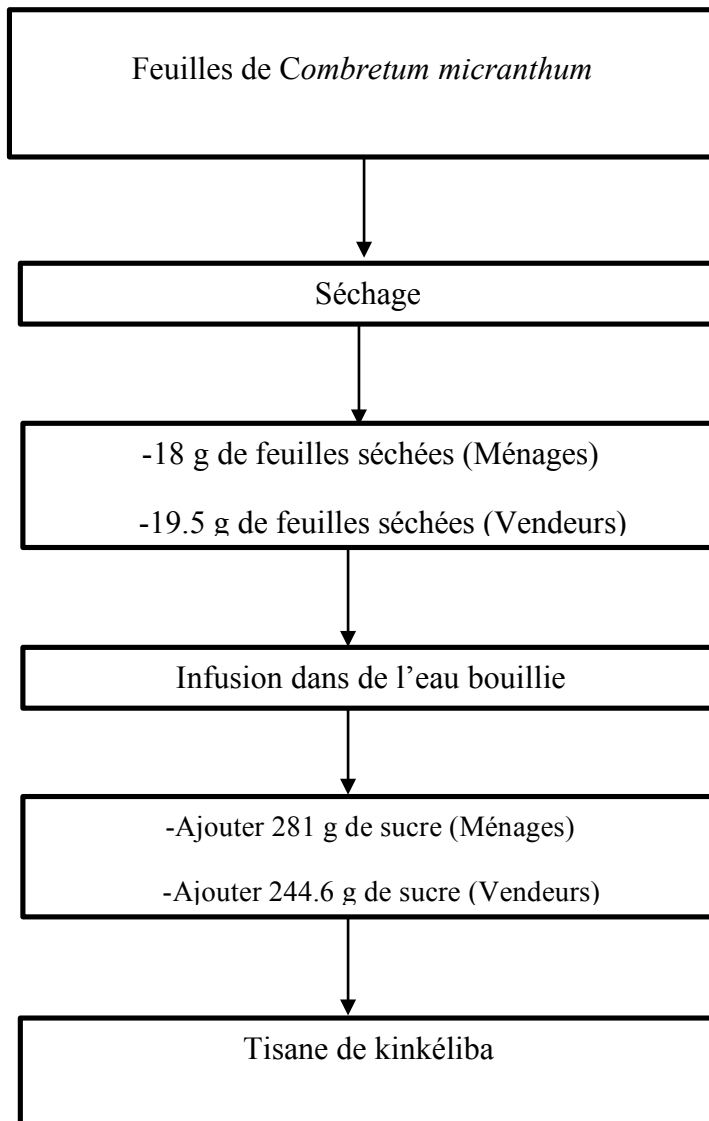 Feuilles de Combretum micranthum
Séchage
-18 g de feuilles séchées (Ménages)
-19.5 g de feuilles séchées (Vendeurs)
Infusion dans de l’eau bouillie
-Ajouter 281 g de sucre (Ménages)
-Ajouter 244.6 g de sucre (Vendeurs)
Tisane de kinkéliba